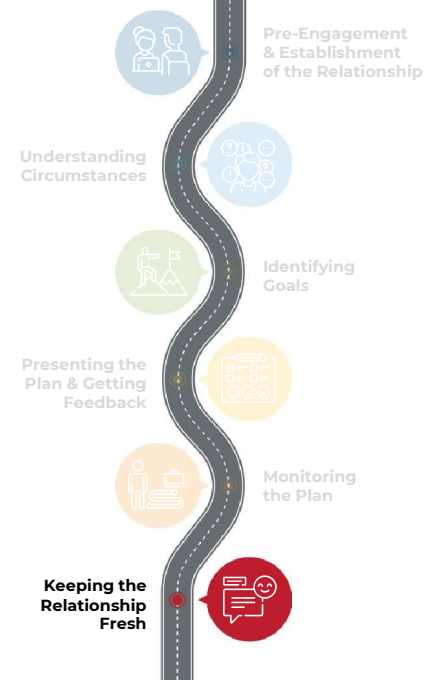 Pre-Engagement
& Establishment
of the Relationship
Understanding
Circumstances
Identifying
Goals
Presenting the
Plan & Getting
Feedback
Monitoring
the Plan
Keeping the
Relationship
Fresh